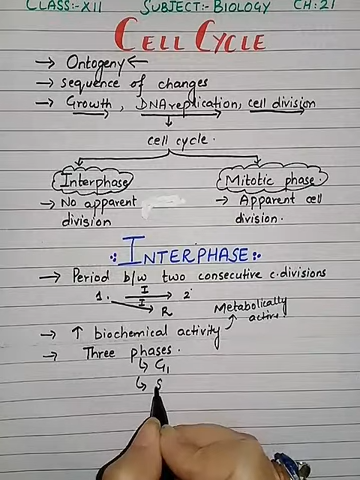 CLASS:-XII SUBJECT:-BIOLOGY CH:21
CELL CYCLE
→ Ontogeny ←
→ sequence of changes
→ Growth, DNA replication, cell division
cell cycle.
Interphase Mitotic phase.
→ No apparent division → Apparent cell division.
:INTERPHASE:-
→ Period b/w two consecutive c.divisions
1. I 2
I R
Metabolically active
→ ↑ biochemical activity
→ Three phases.
↳ G1
↳ S